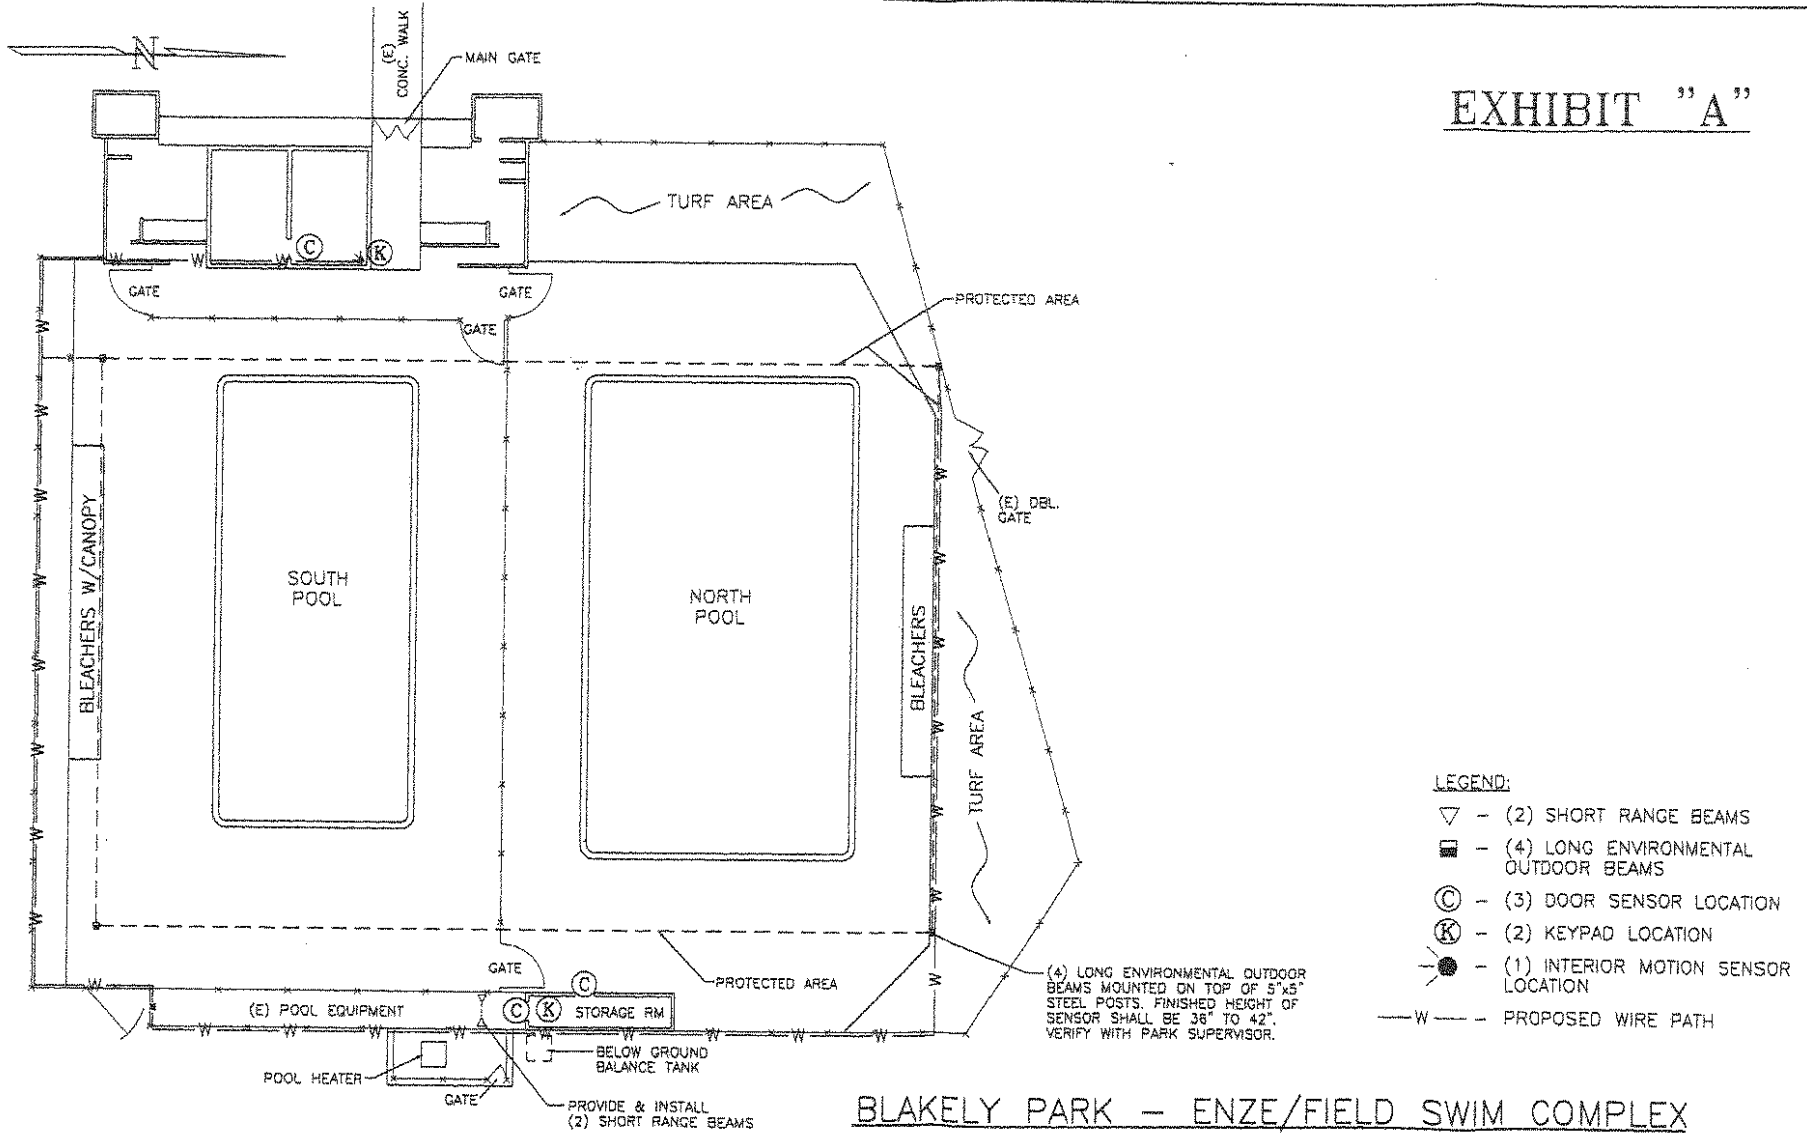 N
(E)
CONC. WALK
MAIN GATE
EXHIBIT "A"
TURF AREA
C
K
W W W
GATE
GATE
GATE
PROTECTED AREA
(E) DBL.
GATE
BLEACHERS W/CANOPY
SOUTH
POOL
NORTH
POOL
BLEACHERS
TURF AREA
LEGEND:
- (2) SHORT RANGE BEAMS
- (4) LONG ENVIRONMENTAL
OUTDOOR BEAMS
C - (3) DOOR SENSOR LOCATION
K - (2) KEYPAD LOCATION
- (1) INTERIOR MOTION SENSOR
LOCATION
W - PROPOSED WIRE PATH
GATE
PROTECTED AREA
C
(E) POOL EQUIPMENT
C
K
STORAGE RM
(4) LONG ENVIRONMENTAL OUTDOOR
BEAMS MOUNTED ON TOP OF 5"x5"
STEEL POSTS. FINISHED HEIGHT OF
SENSOR SHALL BE 36" TO 42".
VERIFY WITH PARK SUPERVISOR.
BELOW GROUND
BALANCE TANK
POOL HEATER
GATE
PROVIDE & INSTALL
(2) SHORT RANGE BEAMS
BLAKELY PARK - ENZE/FIELD SWIM COMPLEX